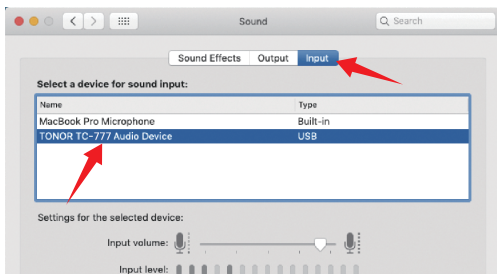 Sound
Search
Sound Effects Output Input
Select a device for sound input:
Name Type
MacBook Pro Microphone Built-in
TONOR TC-777 Audio Device USB
Settings for the selected device:
Input volume:
Input level: